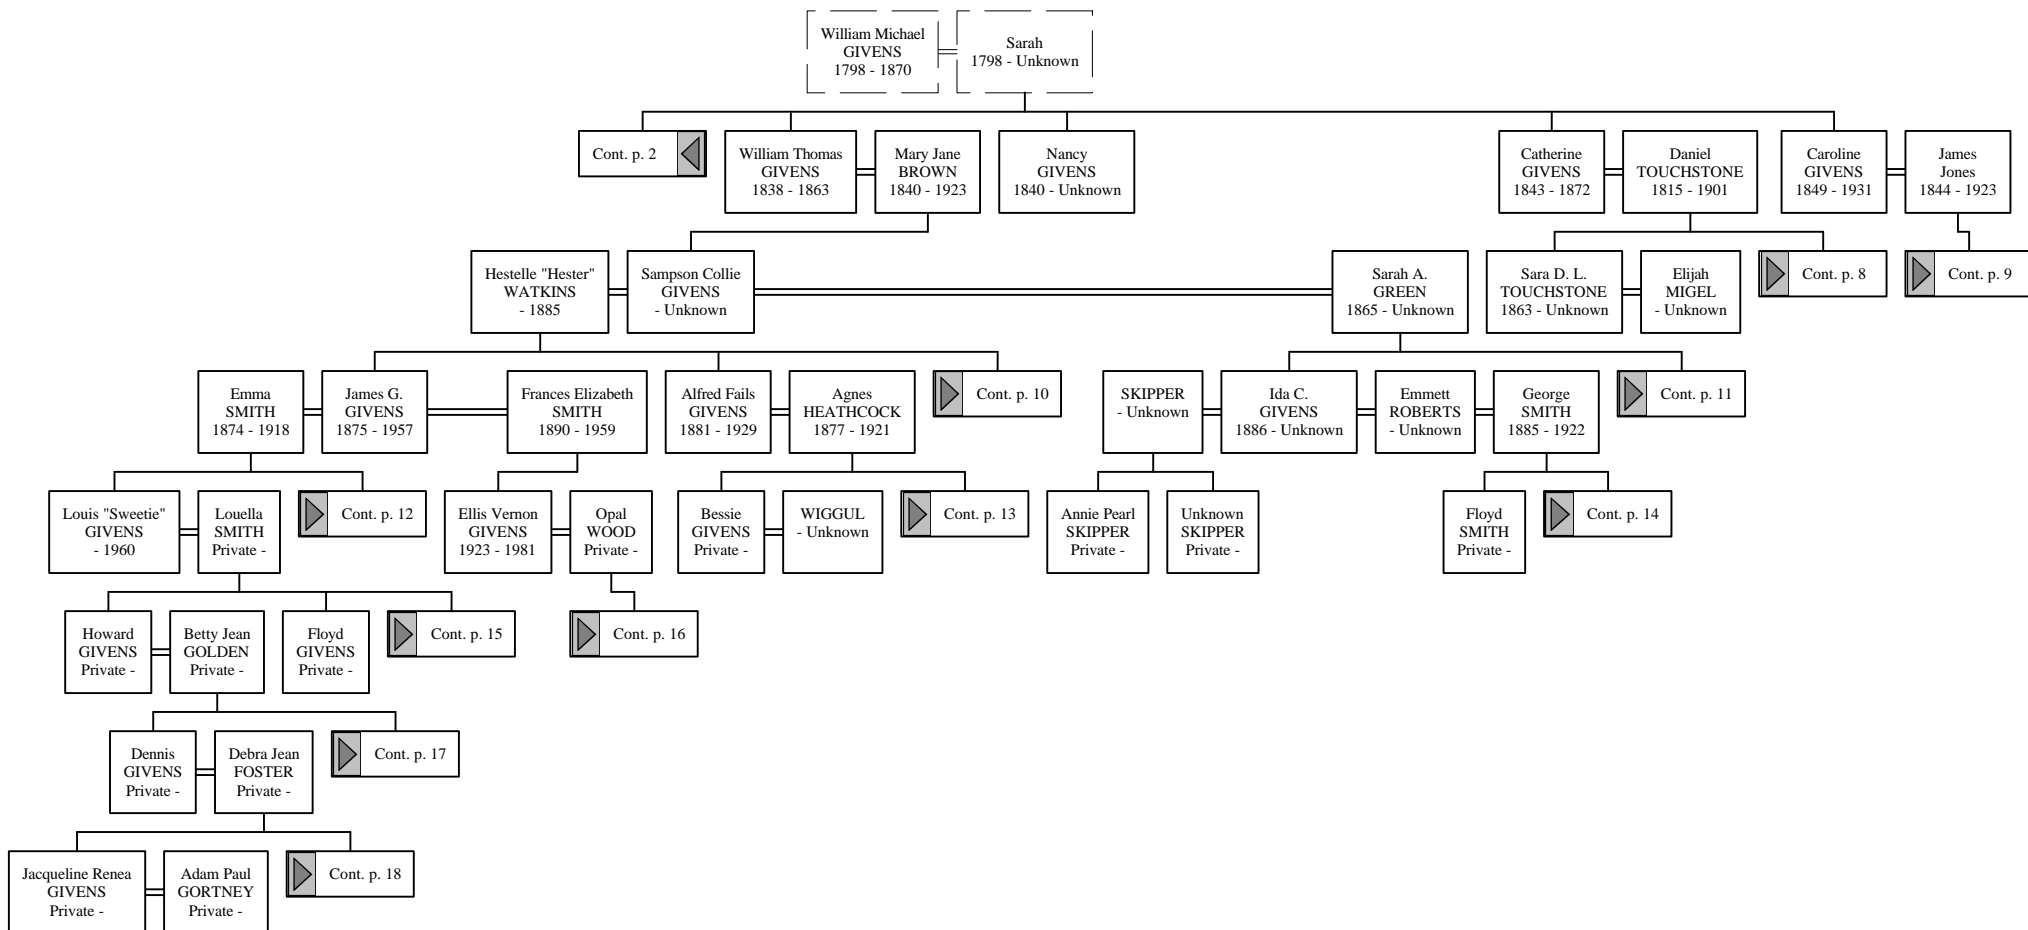 William Michael
GIVENS
1798 - 1870
Sarah
1798 - Unknown
Cont. p. 2
William Thomas
GIVENS
1838 - 1863
Mary Jane
BROWN
1840 - 1923
Nancy
GIVENS
1840 - Unknown
Catherine
GIVENS
1843 - 1872
Daniel
TOUCHSTONE
1815 - 1901
Caroline
GIVENS
1849 - 1931
James
Jones
1844 - 1923
Hestelle "Hester"
WATKINS
- 1885
Sampson Collie
GIVENS
- Unknown
Sarah A.
GREEN
1865 - Unknown
Sara D. L.
TOUCHSTONE
1863 - Unknown
Elijah
MIGEL
- Unknown
Cont. p. 8
Cont. p. 9
Emma
SMITH
1874 - 1918
James G.
GIVENS
1875 - 1957
Frances Elizabeth
SMITH
1890 - 1959
Alfred Fails
GIVENS
1881 - 1929
Agnes
HEATHCOCK
1877 - 1921
Cont. p. 10
SKIPPER
- Unknown
Ida C.
GIVENS
1886 - Unknown
Emmett
ROBERTS
- Unknown
George
SMITH
1885 - 1922
Cont. p. 11
Louis "Sweetie"
GIVENS
- 1960
Louella
SMITH
Private -
Cont. p. 12
Ellis Vernon
GIVENS
1923 - 1981
Opal
WOOD
Private -
Bessie
GIVENS
Private -
WIGGUL
- Unknown
Cont. p. 13
Annie Pearl
SKIPPER
Private -
Unknown
SKIPPER
Private -
Floyd
SMITH
Private -
Cont. p. 14
Howard
GIVENS
Private -
Betty Jean
GOLDEN
Private -
Floyd
GIVENS
Private -
Cont. p. 15
Cont. p. 16
Dennis
GIVENS
Private -
Debra Jean
FOSTER
Private -
Cont. p. 17
Jacqueline Renea
GIVENS
Private -
Adam Paul
GORTNEY
Private -
Cont. p. 18